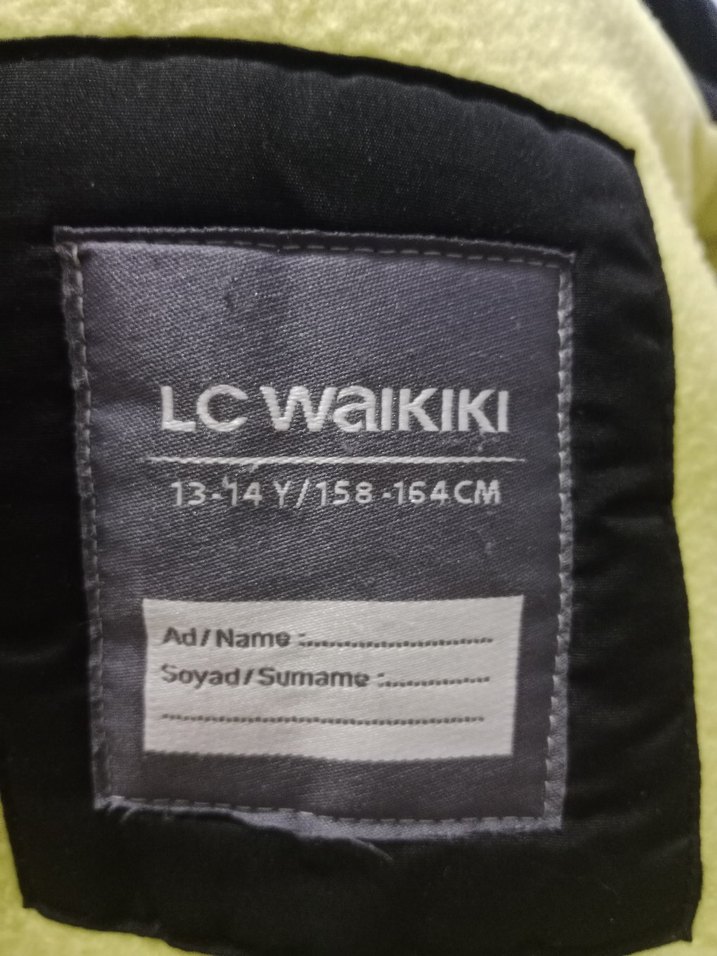 LC WAIKIKI
13-14 Y/158-164CM
Ad/Name :........................
Soyad/Surname :..............
..........................................